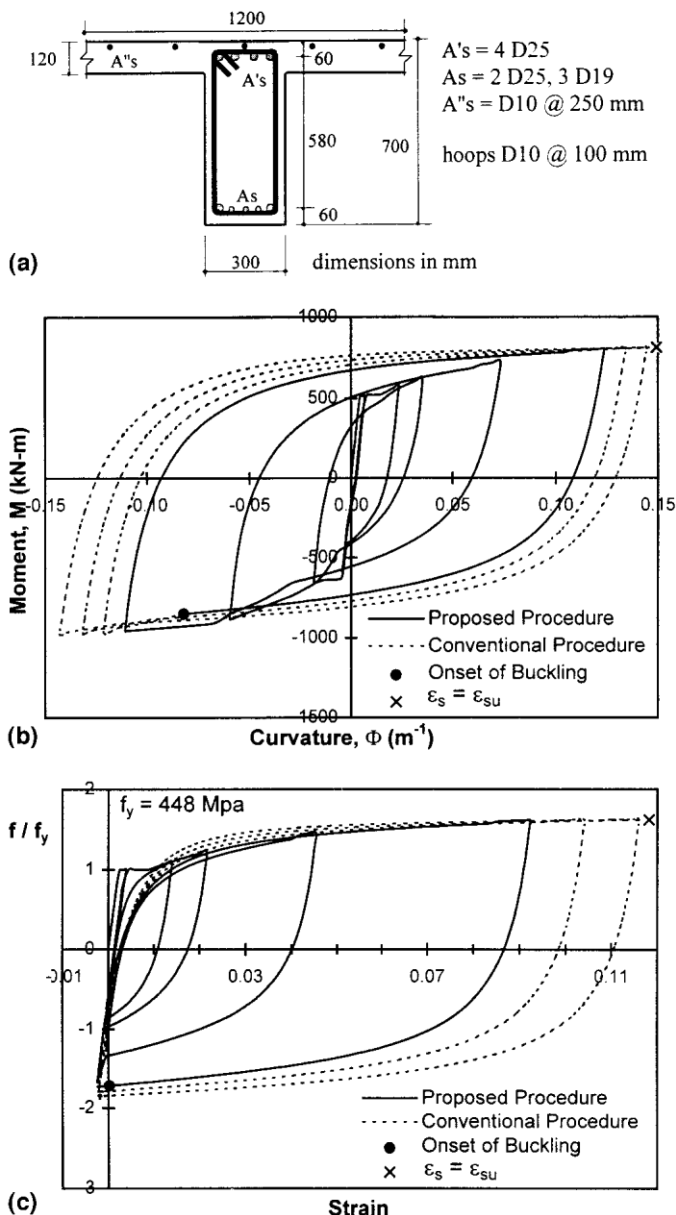 1200
120
A"s
A's
60
580
700
As
60
300
A's = 4 D25
As = 2 D25, 3 D19
A"s = D10 @ 250 mm
hoops D10 @ 100 mm
dimensions in mm
(a)
1000
500
0
-0.15
-0.10
-0.05
0.00
0.05
0.10
0.15
-500
-1000
1500
Moment, M (kN-m)
Proposed Procedure
Conventional Procedure
Onset of Buckling
εs = εsu
(b)
Curvature, Φ (m⁻¹)
2
fy = 448 Mpa
f / fy
1
0
-0.01
0.03
0.07
0.11
-1
-2
3
Proposed Procedure
Conventional Procedure
Onset of Buckling
εs = εsu
(c)
Strain